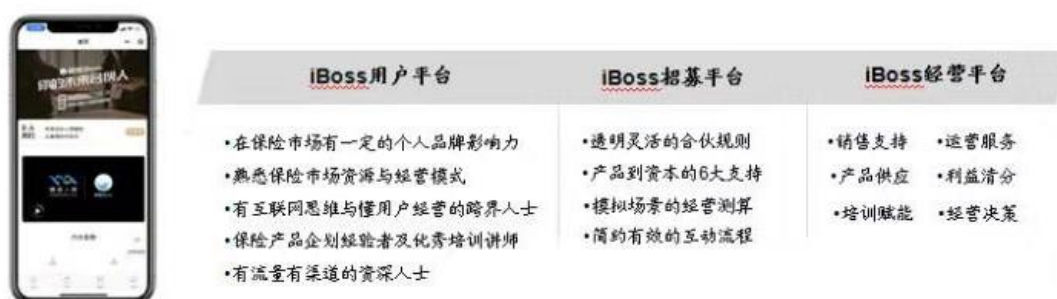 你的未来合伙人
iBoss用户平台
iBoss招募平台
iBoss经营平台
•在保险市场有一定的个人品牌影响力
•熟悉保险市场资源与经营模式
•有互联网思维与懂用户经营的跨界人士
•保险产品企划经验者及优秀培训讲师
•有流量有渠道的资深人士
•透明灵活的合伙规则
•产品到资本的6大支持
•模拟场景的经营测算
•简约有效的互动流程
•销售支持 •运营服务
•产品供应 •利益清分
•培训赋能 •经营决策